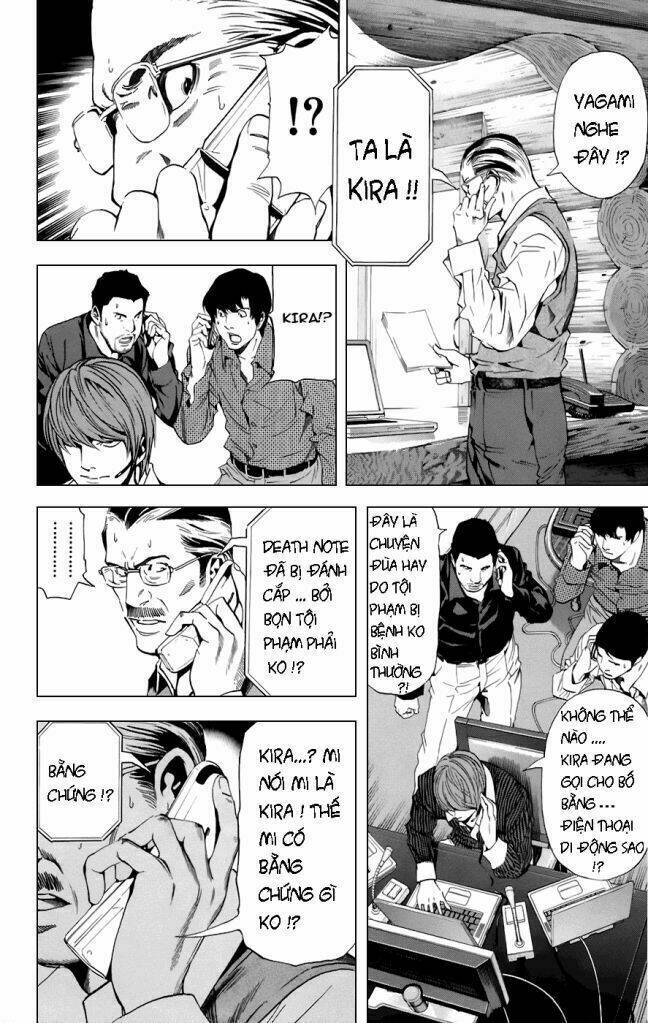 YAGAMI
NGHE
ĐÂY !?
TA LÀ
KIRA !!
!?
KIRA!?
ĐÂY LÀ
CHUYỆN
ĐÙA HAY
DO TỘI
PHẠM BỊ
BỆNH KO
BÌNH
THƯỜNG
?!
KHÔNG THỂ
NÀO ....
KIRA ĐANG
GỌI CHO BỐ
BẰNG ...
ĐIỆN THOẠI
DI ĐỘNG SAO
!?
DEATH NOTE
ĐÃ BỊ ĐÁNH
CẮP ... BỞI
BỌN TỘI
PHẠM PHẢI
KO !?
.........
KIRA...? MI
NÓI MI LÀ
KIRA ! THẾ
MI CÓ
BẰNG
CHỨNG GÌ
KO !?
BẰNG
CHỨNG !?